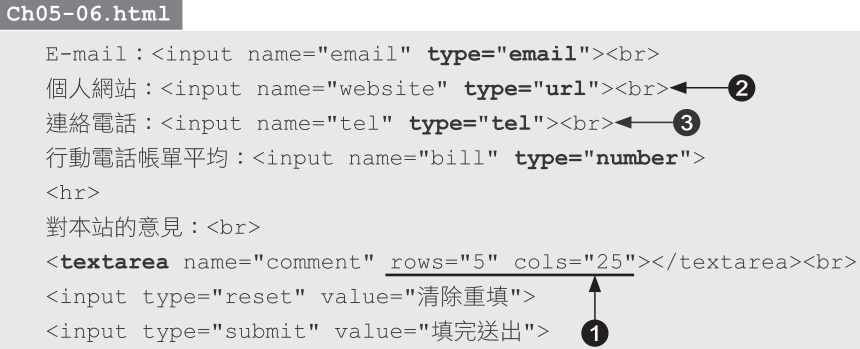 Ch05-06.html
E-mail：<input name="email" type="email"><br>
個人網站：<input name="website" type="url"><br>❷
連絡電話：<input name="tel" type="tel"><br>❸
行動電話帳單平均：<input name="bill" type="number">
<hr>
對本站的意見：<br>
<textarea name="comment" rows="5" cols="25"></textarea><br>
<input type="reset" value="清除重填">
<input type="submit" value="填完送出"> ❶